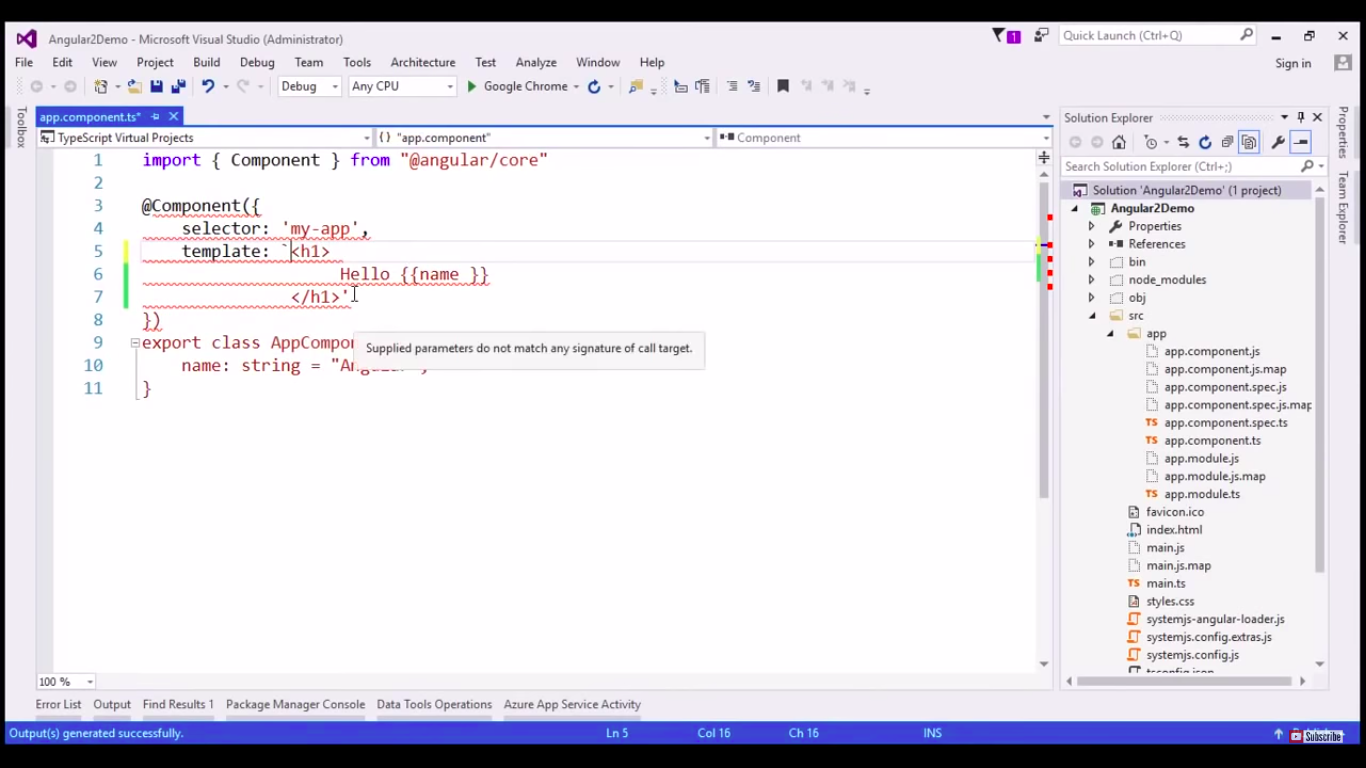 Angular2Demo - Microsoft Visual Studio (Administrator)
1
Quick Launch (Ctrl+Q)
File Edit View Project Build Debug Team Tools Architecture Test Analyze Window Help
Sign in
Debug Any CPU Google Chrome
Toolbox
app.component.ts*
TypeScript Virtual Projects {} "app.component" Component
1 import { Component } from "@angular/core"
2
3 @Component({
4 selector: 'my-app',
5 template: `<h1>
6 Hello {{name }}
7 </h1>'
8 })
9 export class AppCompo
Supplied parameters do not match any signature of call target.
10 name: string = "
11 }
100 %
Solution Explorer
Search Solution Explorer (Ctrl+;)
Solution 'Angular2Demo' (1 project)
Angular2Demo
Properties
References
bin
node_modules
obj
src
app
app.component.js
app.component.js.map
app.component.spec.js
app.component.spec.js.map
app.component.spec.ts
app.component.ts
app.module.js
app.module.js.map
app.module.ts
favicon.ico
index.html
main.js
main.js.map
main.ts
styles.css
systemjs-angular-loader.js
systemjs.config.extras.js
systemjs.config.js
tsconfig.json
Properties
Team Explorer
Error List Output Find Results 1 Package Manager Console Data Tools Operations Azure App Service Activity
Output(s) generated successfully. Ln 5 Col 16 Ch 16 INS
Subscribe